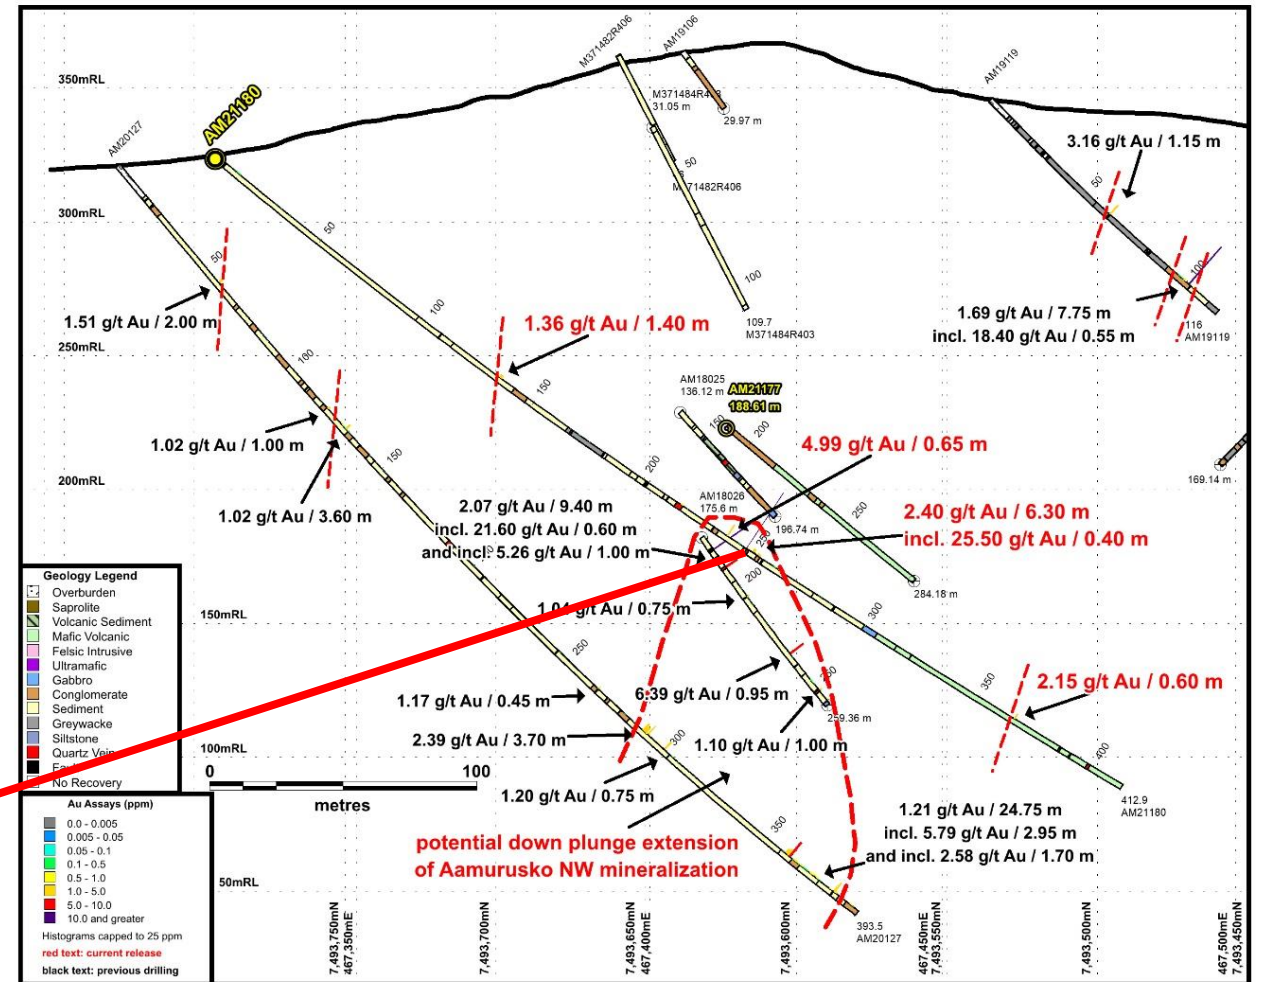 M371482R406
AM19106
AM19119
350mRL
AM21180
AM20127
31.05 m
29.97 m
3.16 g/t Au / 1.15 m
50
50
300mRL
50
50
100
100
1.69 g/t Au / 7.75 m
incl. 18.40 g/t Au / 0.55 m
116
AM19119
1.51 g/t Au / 2.00 m
100
1.36 g/t Au / 1.40 m
109.7
M371484R403
250mRL
100
150
AM18025
136.12 m
AM21177
188.61 m
150
200
1.02 g/t Au / 1.00 m
150
200
4.99 g/t Au / 0.65 m
200mRL
169.14 m
1.02 g/t Au / 3.60 m
2.07 g/t Au / 9.40 m
incl. 21.60 g/t Au / 0.60 m
and incl. 5.26 g/t Au / 1.00 m
AM18026
175.6 m
196.74 m
250
250
2.40 g/t Au / 6.30 m
incl. 25.50 g/t Au / 0.40 m
200
284.18 m
1.04 g/t Au / 0.75 m
150mRL
300
250
Geology Legend
Overburden
Saprolite
Volcanic Sediment
Mafic Volcanic
Felsic Intrusive
Ultramafic
Gabbro
Conglomerate
Sediment
Greywacke
Siltstone
Quartz Vein
No Recovery
1.17 g/t Au / 0.45 m
6.39 g/t Au / 0.95 m
350
2.15 g/t Au / 0.60 m
259.36 m
2.39 g/t Au / 3.70 m
300
1.10 g/t Au / 1.00 m
100mRL
400
0
100
metres
1.20 g/t Au / 0.75 m
412.9
AM21180
Au Assays (ppm)
0.0 - 0.005
0.005 - 0.05
0.05 - 0.1
0.1 - 0.5
0.5 - 1.0
1.0 - 5.0
5.0 - 10.0
10.0 and greater
Histograms capped to 25 ppm
red text: current release
black text: previous drilling
350
1.21 g/t Au / 24.75 m
incl. 5.79 g/t Au / 2.95 m
and incl. 2.58 g/t Au / 1.70 m
potential down plunge extension
of Aamurusko NW mineralization
50mRL
393.5
AM20127
7,493,750mN
467,350mE
7,493,700mN
7,493,650mN
467,400mE
7,493,600mN
467,450mE
7,493,550mN
7,493,500mN
467,500mE
7,493,450mN